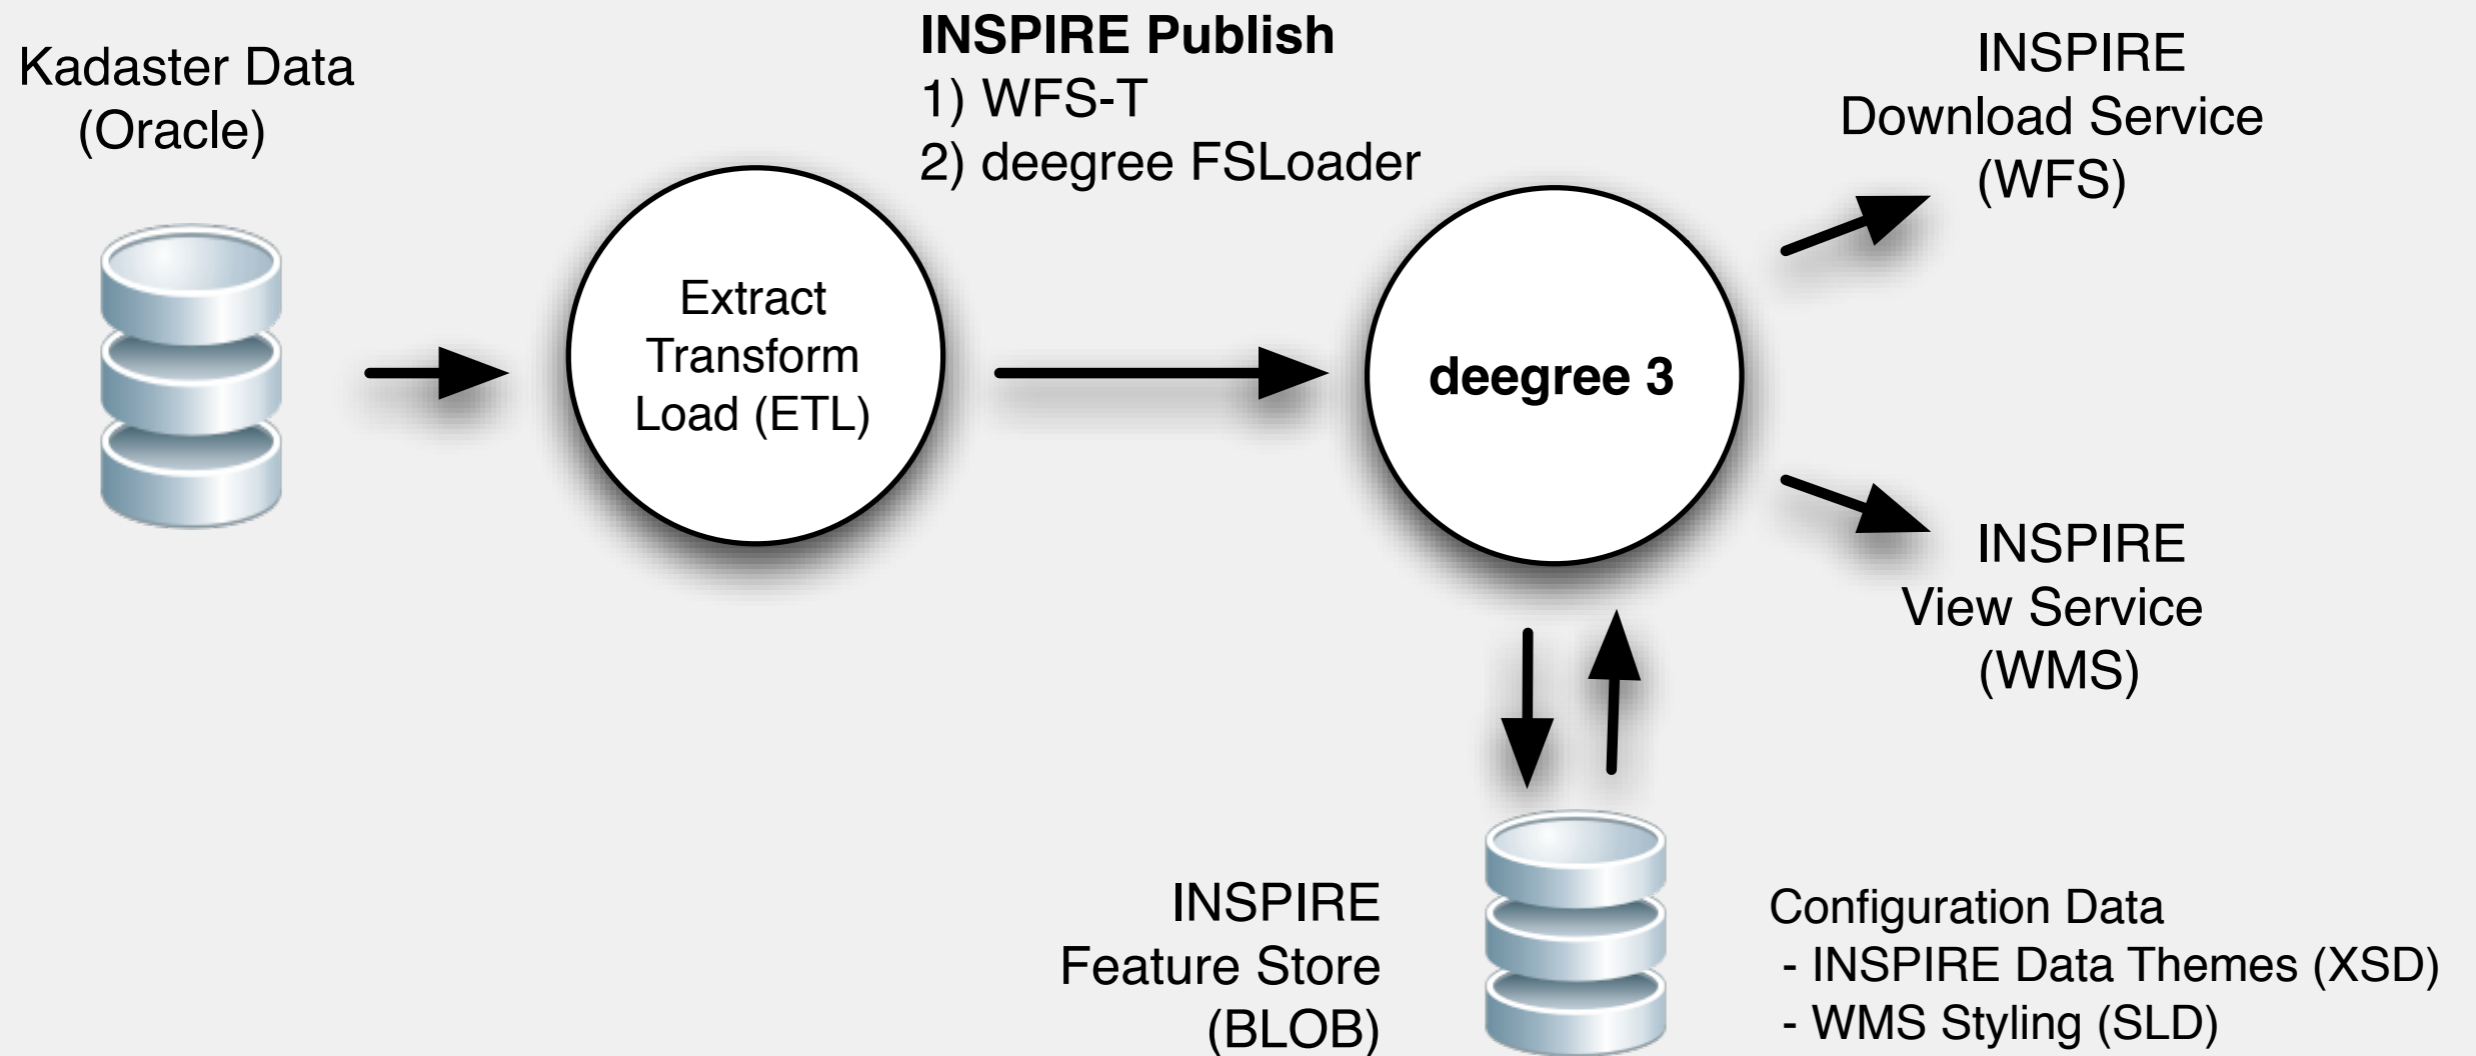 Kadaster Data
(Oracle)
INSPIRE Publish
1) WFS-T
2) deegree FSLoader
INSPIRE
Download Service
(WFS)
Extract
Transform
Load (ETL)
deegree 3
INSPIRE
View Service
(WMS)
INSPIRE
Feature Store
(BLOB)
Configuration Data
- INSPIRE Data Themes (XSD)
- WMS Styling (SLD)